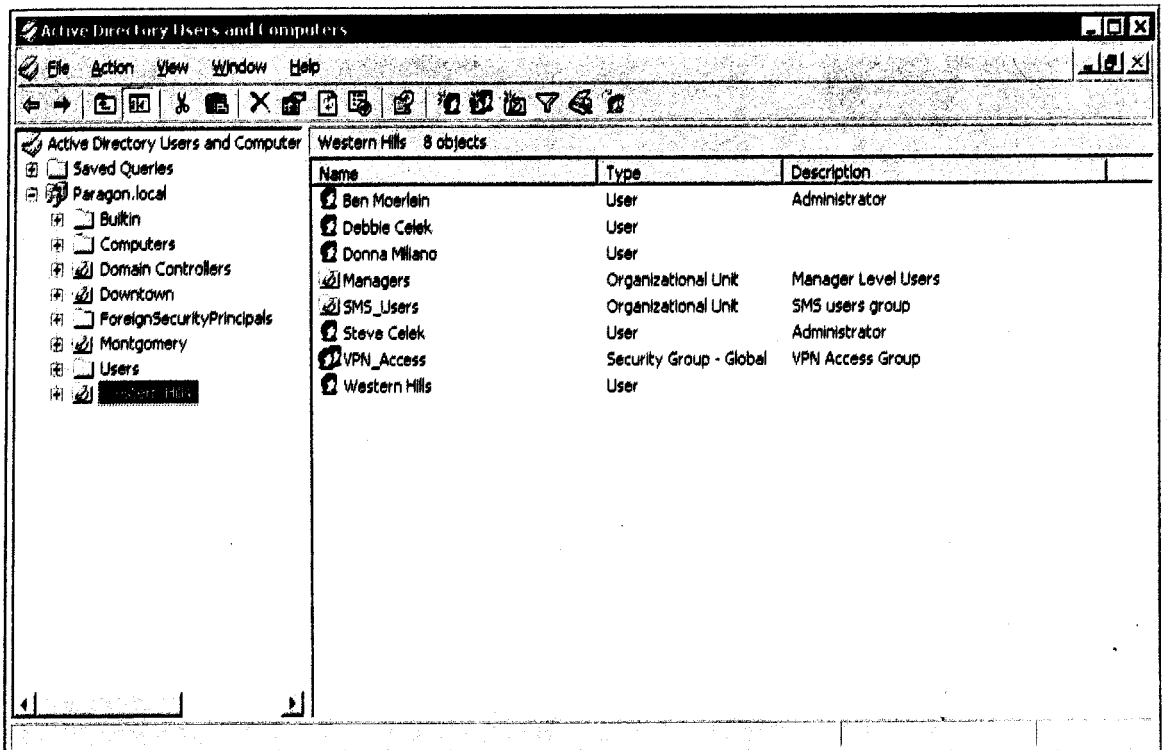 Active Directory Users and Computers
File Action View Window Help
Active Directory Users and Computer
Saved Queries
Paragon.local
Builtin
Computers
Domain Controllers
Downtown
ForeignSecurityPrincipals
Montgomery
Users
Western Hills
Western Hills 8 objects
Name Type Description
Ben Moerlein User Administrator
Debbie Celek User
Donna Milano User
Managers Organizational Unit Manager Level Users
SMS_Users Organizational Unit SMS users group
Steve Celek User Administrator
VPN_Access Security Group - Global VPN Access Group
Western Hills User